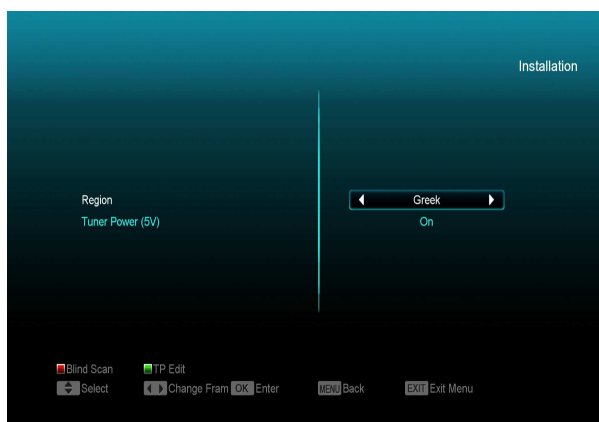 Installation
Region Greek
Tuner Power (5V) On
Blind Scan TP Edit
Select Change Fram OK Enter MENU Back EXIT Exit Menu